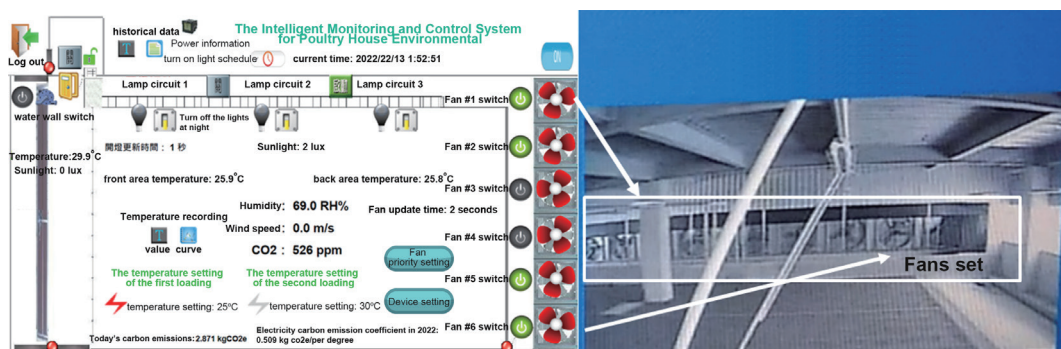 The Intelligent Monitoring and Control System
for Poultry House Environmental
historical data
Power information
turn on light schedule
current time: 2022/22/13 1:52:51
ON
Log out
Lamp circuit 1
Lamp circuit 2
Lamp circuit 3
Fan #1 switch
water wall switch
Turn off the lights
at night
開燈更新時間： 1 秒
Sunlight: 2 lux
Fan #2 switch
Temperature:29.9°C
Sunlight: 0 lux
front area temperature: 25.9°C
back area temperature: 25.8°C
Fan #3 switch
Humidity: 69.0 RH%
Fan update time: 2 seconds
Temperature recording
Wind speed: 0.0 m/s
Fan #4 switch
value
curve
CO2 : 526 ppm
Fan
priority setting
The temperature setting
of the first loading
The temperature setting
of the second loading
Fan #5 switch
temperature setting: 25°C
temperature setting: 30°C
Device setting
Today's carbon emissions: 2.871 kgCO2e
Electricity carbon emission coefficient in 2022:
0.509 kg co2e/per degree
Fan #6 switch
Fans set